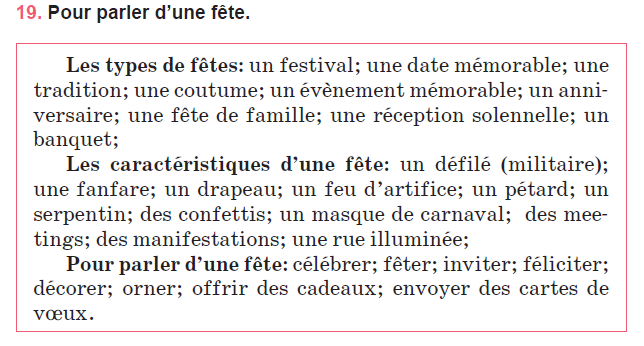 19. Pour parler d’une fête.
Les types de fêtes: un festival; une date mémorable; une
tradition; une coutume; un évènement mémorable; un anni-
versaire; une fête de famille; une réception solennelle; un
banquet;
Les caractéristiques d’une fête: un défilé (militaire);
une fanfare; un drapeau; un feu d’artifice; un pétard; un
serpentin; des confettis; un masque de carnaval; des mee-
tings; des manifestations; une rue illuminée;
Pour parler d’une fête: célébrer; fêter; inviter; féliciter;
décorer; orner; offrir des cadeaux; envoyer des cartes de
vœux.